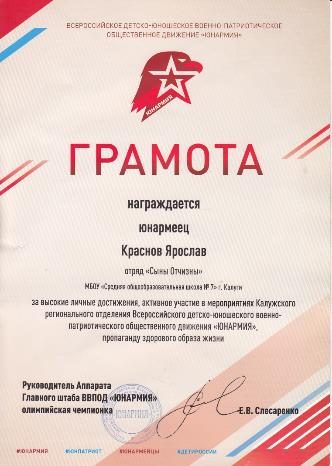 ВСЕРОССИЙСКОЕ ДЕТСКО-ЮНОШЕСКОЕ ВОЕННО-ПАТРИОТИЧЕСКОЕ
ОБЩЕСТВЕННОЕ ДВИЖЕНИЕ «ЮНАРМИЯ»
ЮНАРМИЯ
ГРАМОТА
награждается
юнармеец
Краснов Ярослав
отряд «Сыны Отчизны»
МБОУ «Средняя общеобразовательная школа № 7» г. Калуги
за высокие личные достижения, активное участие в мероприятиях Калужского
регионального отделения Всероссийского детско-юношеского военно-
патриотического общественного движения «ЮНАРМИЯ»,
пропаганду здорового образа жизни
Руководитель Аппарата
Главного штаба ВВПОД «ЮНАРМИЯ»
олимпийская чемпионка
Е.В. Слесаренко
ЮНАРМИЯ
#ЮНАРМИЯ #ЮНПАТРИОТ #ЮНАРМЕЙЦЫ #ДЕТИРОССИИ